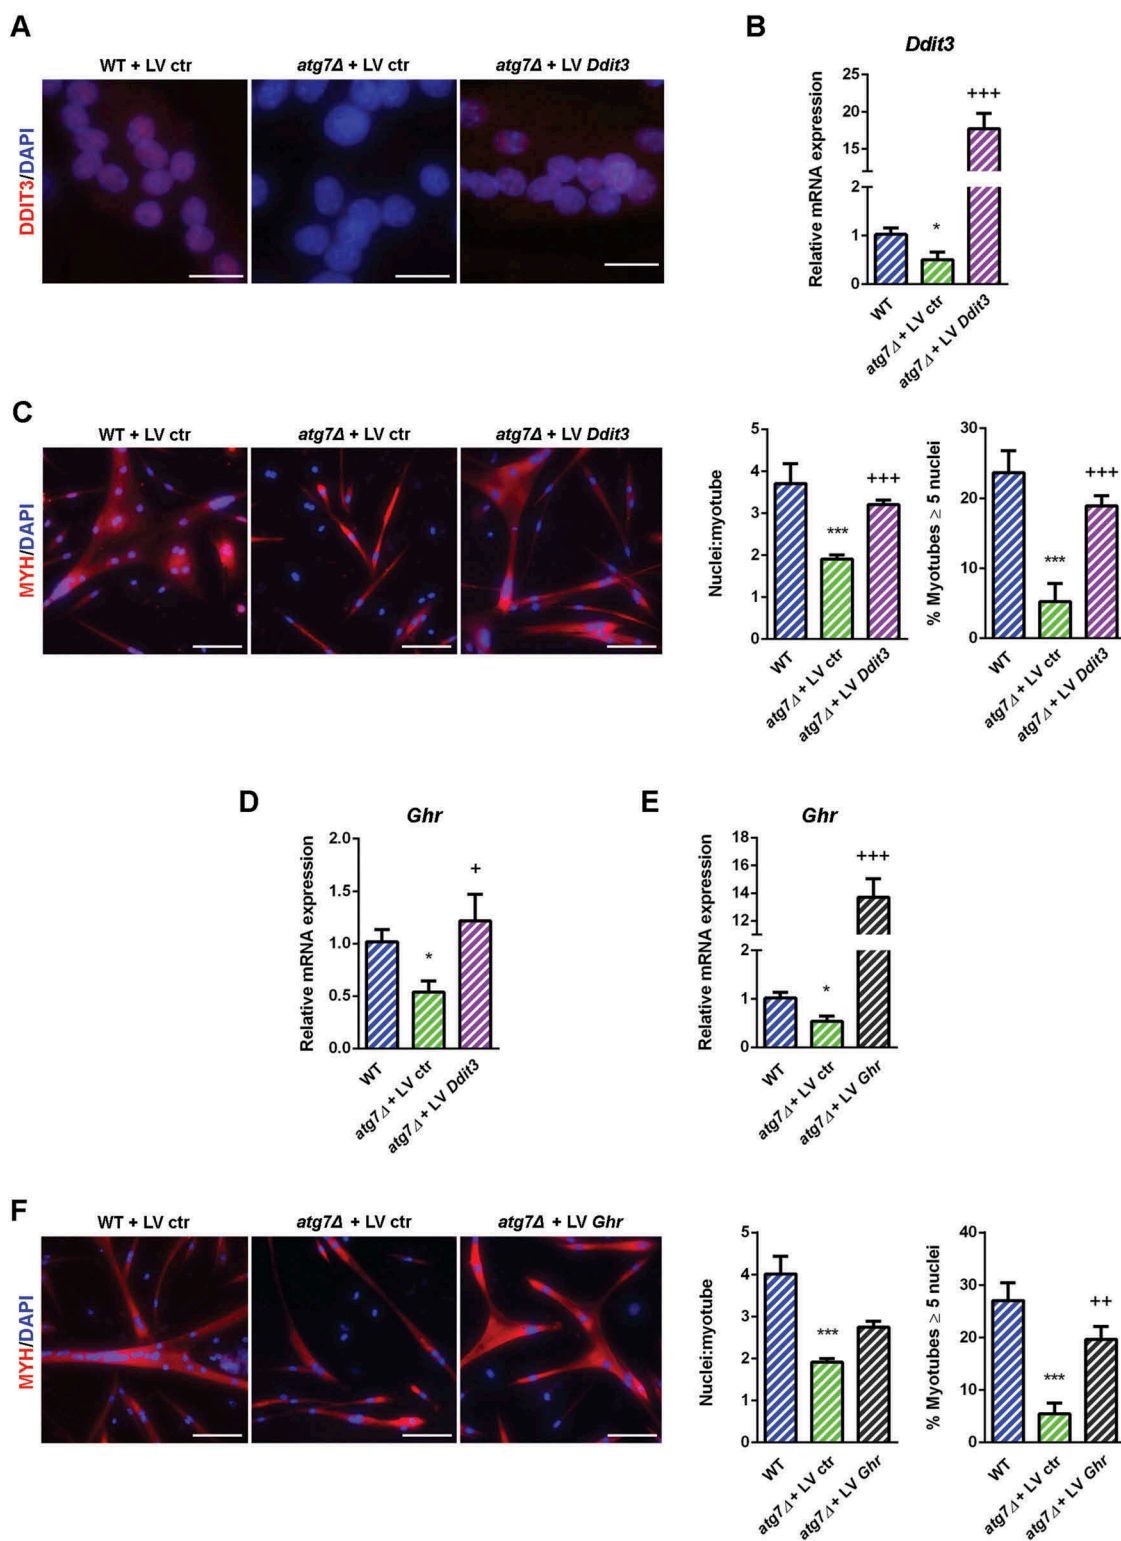 A
WT + LV ctr
atg7Δ + LV ctr
atg7Δ + LV Ddit3
DDIT3/DAPI
B
Ddit3
Relative mRNA expression
25
20
15
2
1
0
*
+++
WT
atg7Δ + LV ctr
atg7Δ + LV Ddit3
C
WT + LV ctr
atg7Δ + LV ctr
atg7Δ + LV Ddit3
MYH/DAPI
Nuclei:myotube
5
4
3
2
1
0
***
+++
WT
atg7Δ + LV ctr
atg7Δ + LV Ddit3
% Myotubes ≥ 5 nuclei
30
20
10
0
***
+++
WT
atg7Δ + LV ctr
atg7Δ + LV Ddit3
D
Ghr
Relative mRNA expression
2.0
1.5
1.0
0.5
0.0
*
+
WT
atg7Δ + LV ctr
atg7Δ + LV Ddit3
E
Ghr
Relative mRNA expression
18
16
14
12
2
1
0
*
+++
WT
atg7Δ + LV ctr
atg7Δ + LV Ghr
F
WT + LV ctr
atg7Δ + LV ctr
atg7Δ + LV Ghr
MYH/DAPI
Nuclei:myotube
5
4
3
2
1
0
***
WT
atg7Δ + LV ctr
atg7Δ + LV Ghr
% Myotubes ≥ 5 nuclei
40
30
20
10
0
***
++
WT
atg7Δ + LV ctr
atg7Δ + LV Ghr